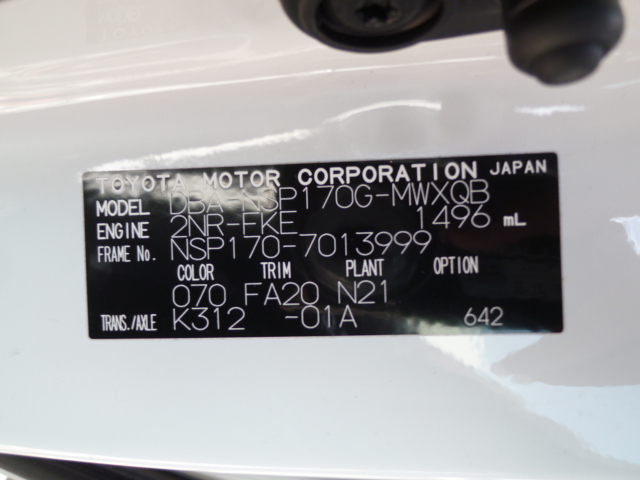 TOYOTA MOTOR CORPORATION JAPAN
MODEL DBA-NSP170G-MWXQB
ENGINE 2NR-FKE 1496 mL
FRAME No. NSP170-7013999
COLOR TRIM PLANT OPTION
070 FA20 N21
TRANS./AXLE K312 -01A 642